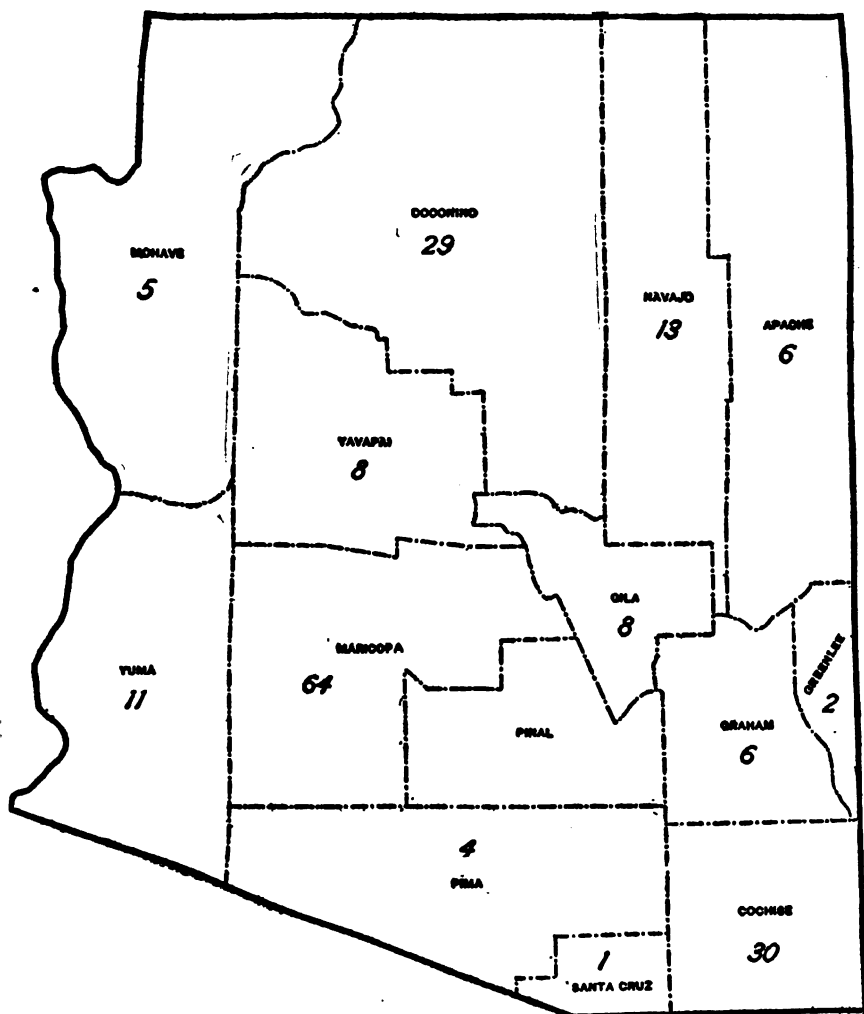 COCONINO
29
MOHAVE
5
NAVAJO
13
APACHE
6
YAVAPAI
8
GILA
8
MARICOPA
64
YUMA
11
GREENLEE
2
PINAL
GRAHAM
6
4
PIMA
COCHISE
30
1
SANTA CRUZ